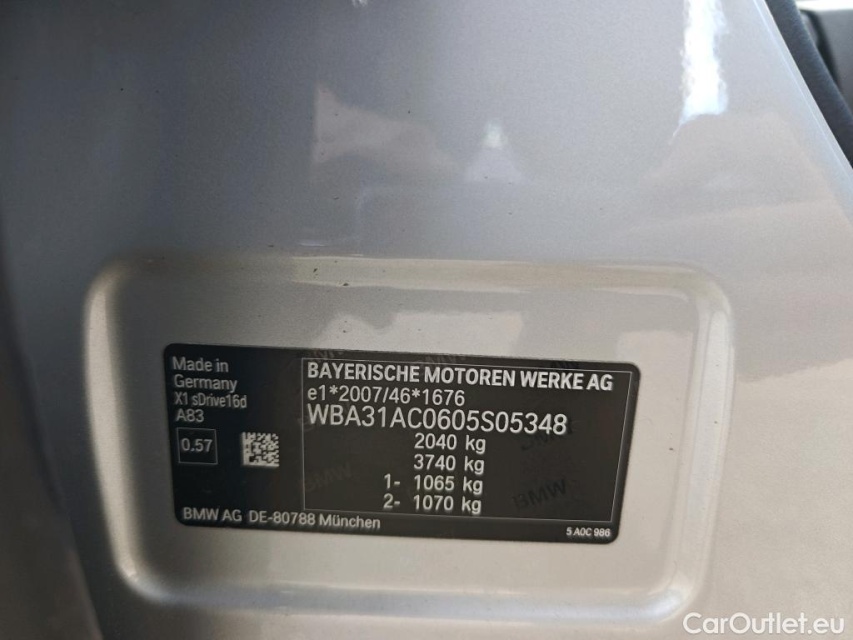 Made in
Germany
X1 sDrive16d
A83
0.57
BMW AG DE-80788 München
BAYERISCHE MOTOREN WERKE AG
e1*2007/46*1676
WBA31AC0605S05348
2040 kg
3740 kg
1- 1065 kg
2- 1070 kg
BMW
5 A0C 986
CarOutlet.eu